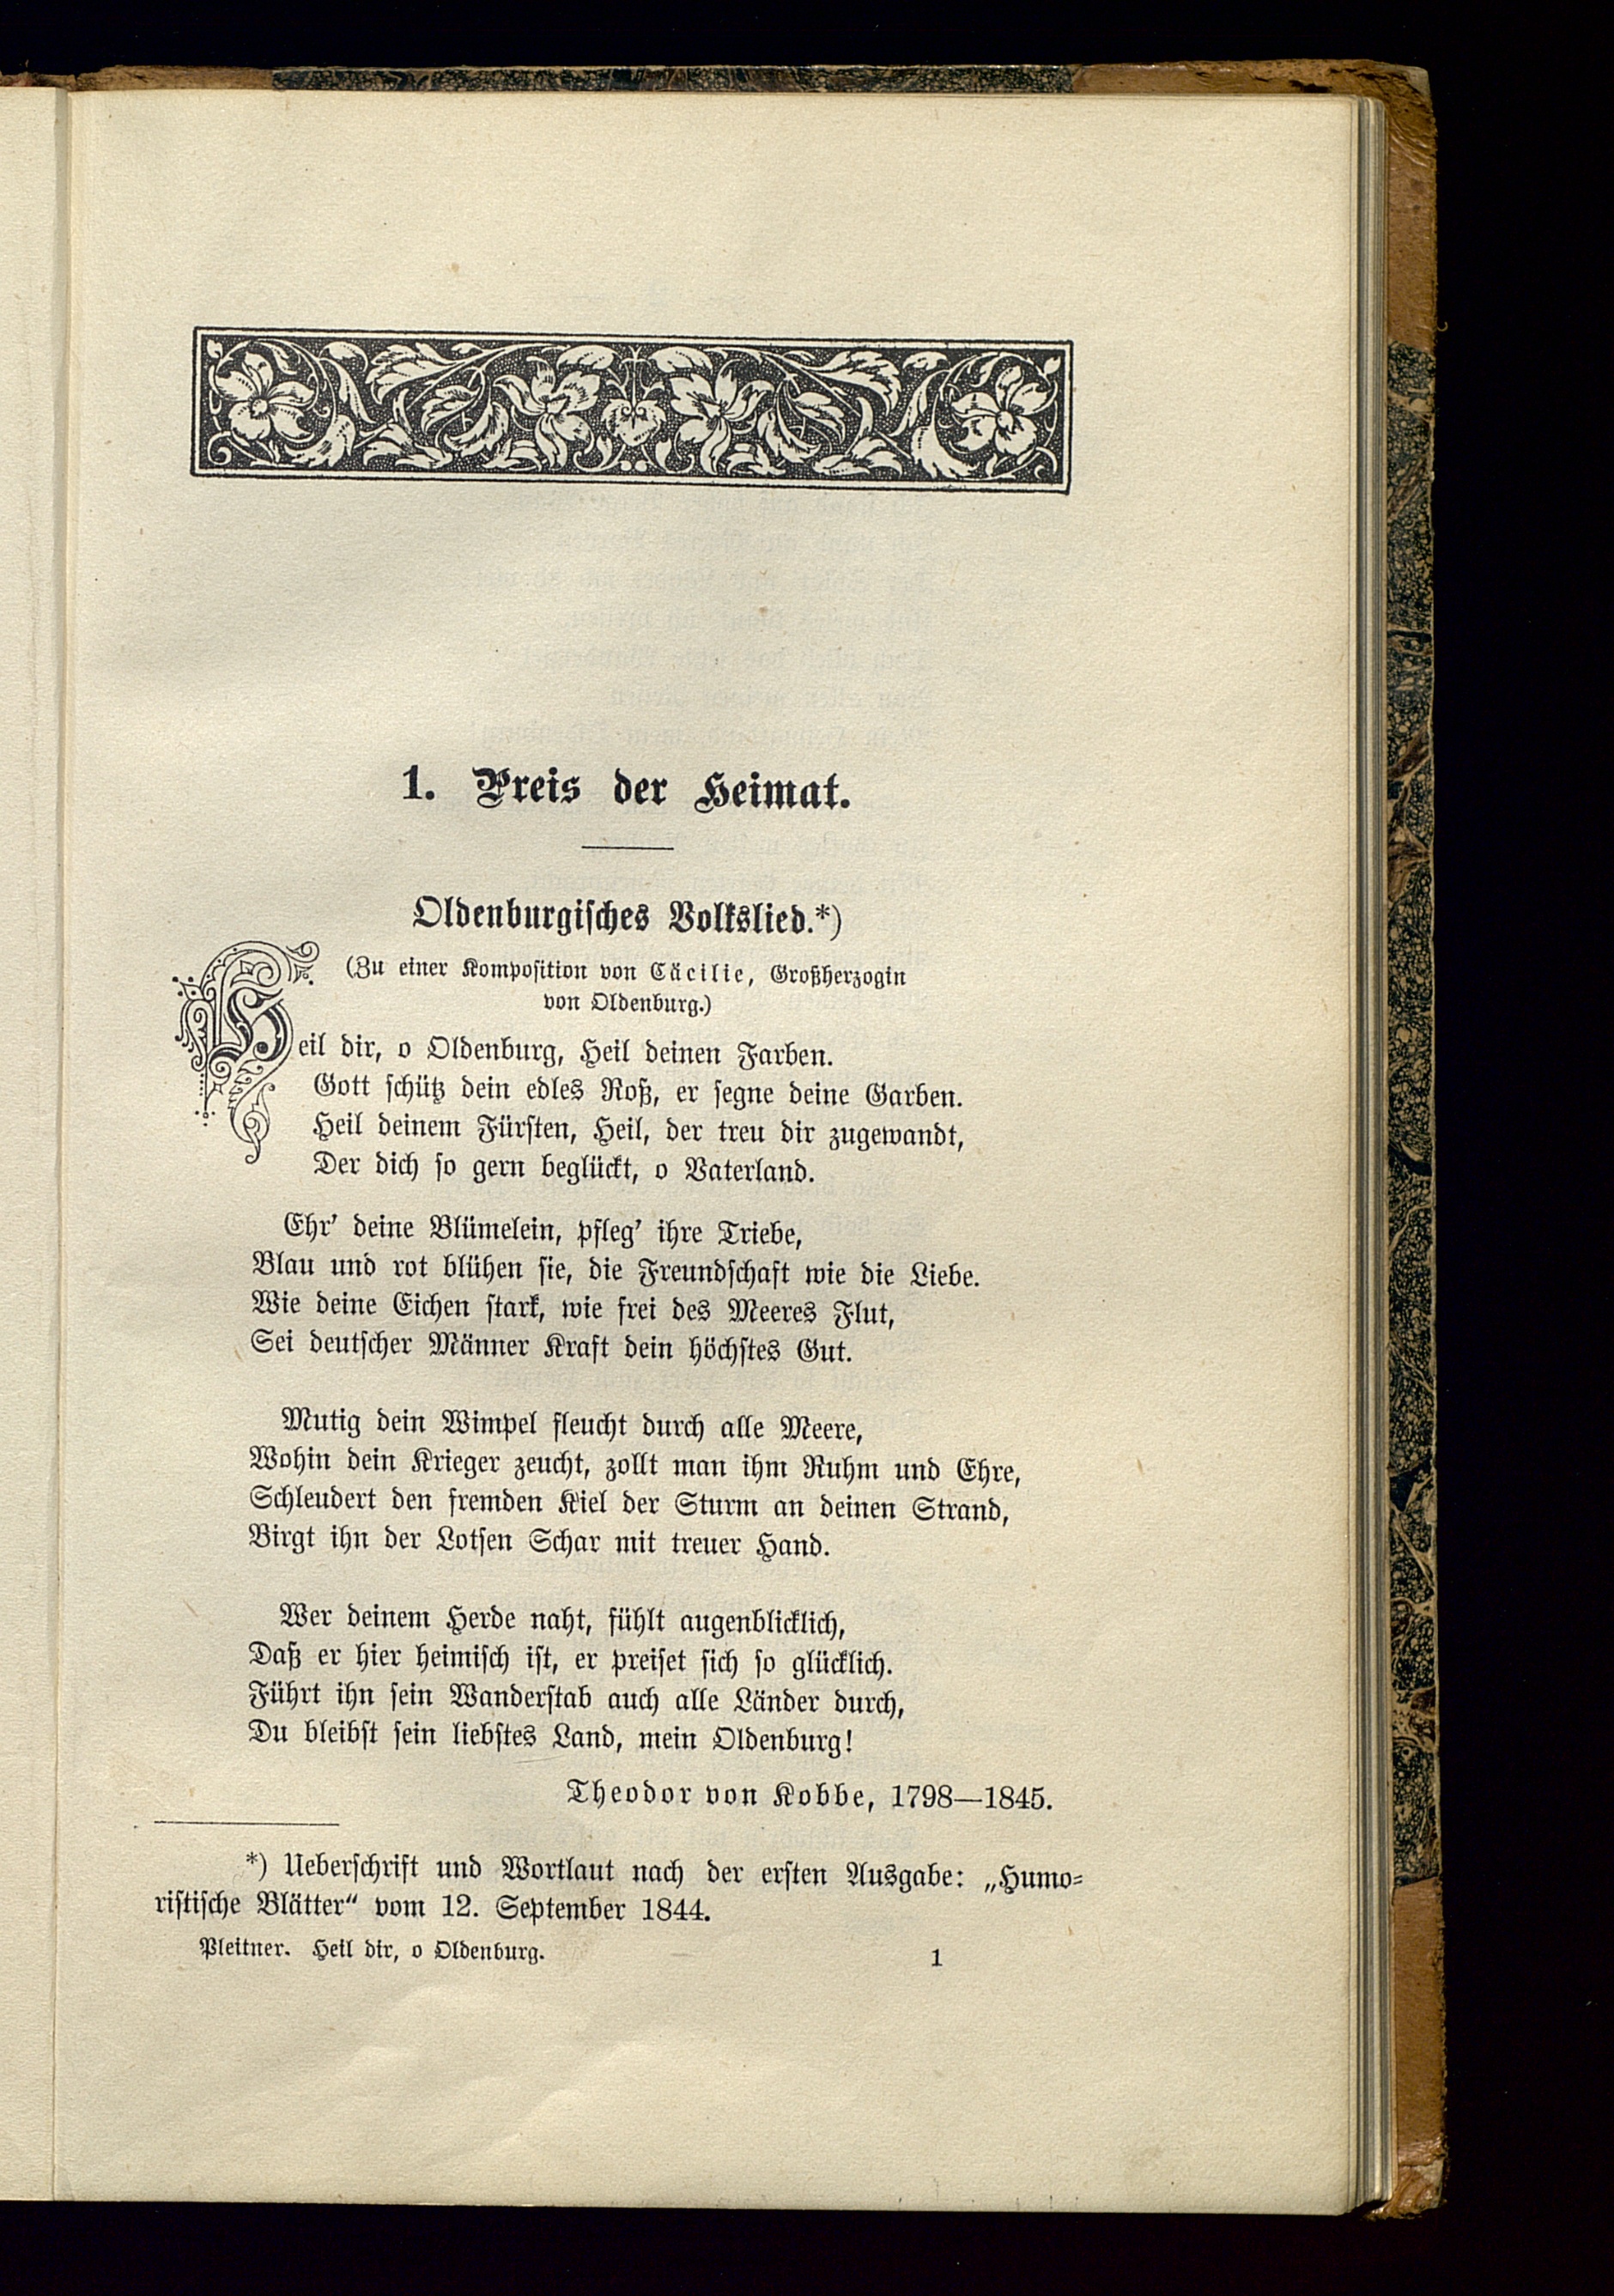 1. Preis der Heimat.
Oldenburgisches Volkslied.*)
(Zu einer Komposition von Cäcilie, Großherzogin
von Oldenburg.)
Heil dir, o Oldenburg, Heil deinen Farben.
Gott schütz dein edles Roß, er segne deine Garben.
Heil deinem Fürsten, Heil, der treu dir zugewandt,
Der dich so gern beglückt, o Vaterland.
Ehr' deine Blümelein, pfleg' ihre Triebe,
Blau und rot blühen sie, die Freundschaft wie die Liebe.
Wie deine Eichen stark, wie frei des Meeres Flut,
Sei deutscher Männer Kraft dein höchstes Gut.
Mutig dein Wimpel fleucht durch alle Meere,
Wohin dein Krieger zeucht, zollt man ihm Ruhm und Ehre,
Schleudert den fremden Kiel der Sturm an deinen Strand,
Birgt ihn der Lotsen Schar mit treuer Hand.
Wer deinem Herde naht, fühlt augenblicklich,
Daß er hier heimisch ist, er preiset sich so glücklich.
Führt ihn sein Wanderstab auch alle Länder durch,
Du bleibst sein liebstes Land, mein Oldenburg!
Theodor von Kobbe, 1798—1845.
*) Ueberschrift und Wortlaut nach der ersten Ausgabe: „Humo-
ristische Blätter“ vom 12. September 1844.
Pleitner. Heil dir, o Oldenburg. 1